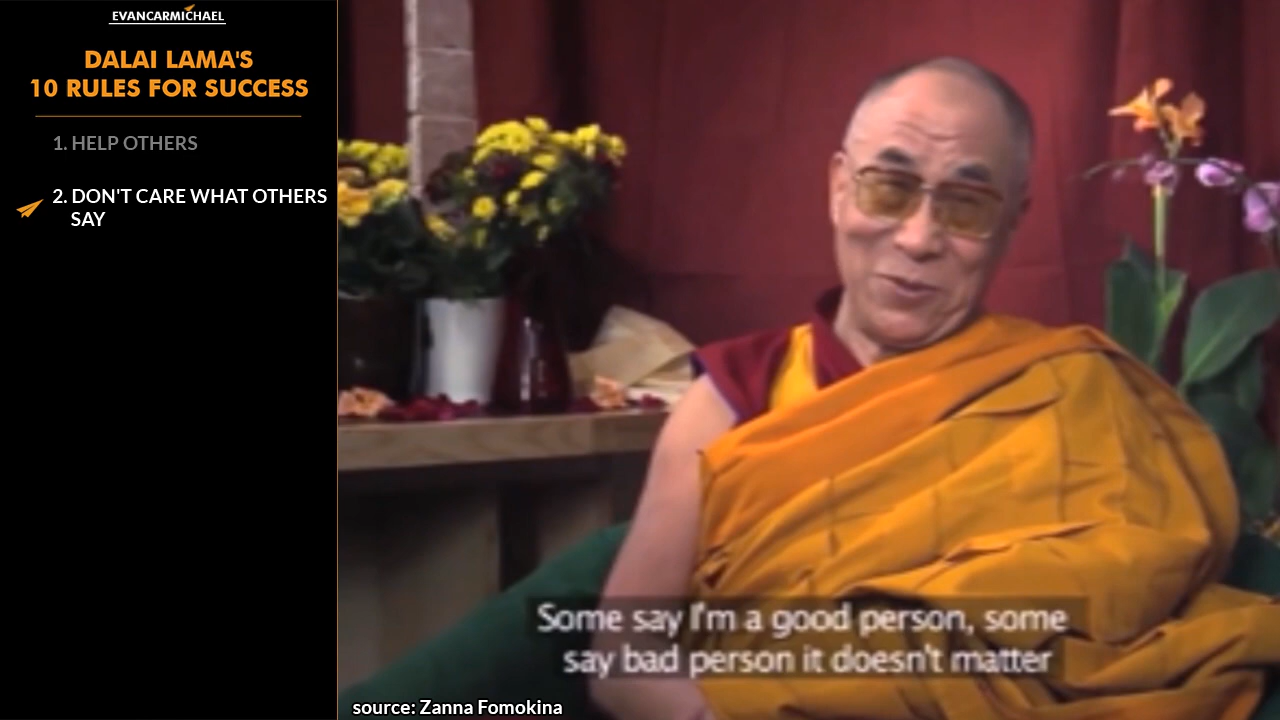 EVANCARMICHAEL
DALAI LAMA'S
10 RULES FOR SUCCESS
1. HELP OTHERS
2. DON'T CARE WHAT OTHERS
SAY
Some say I'm a good person, some
say bad person it doesn't matter
source: Zanna Fomokina